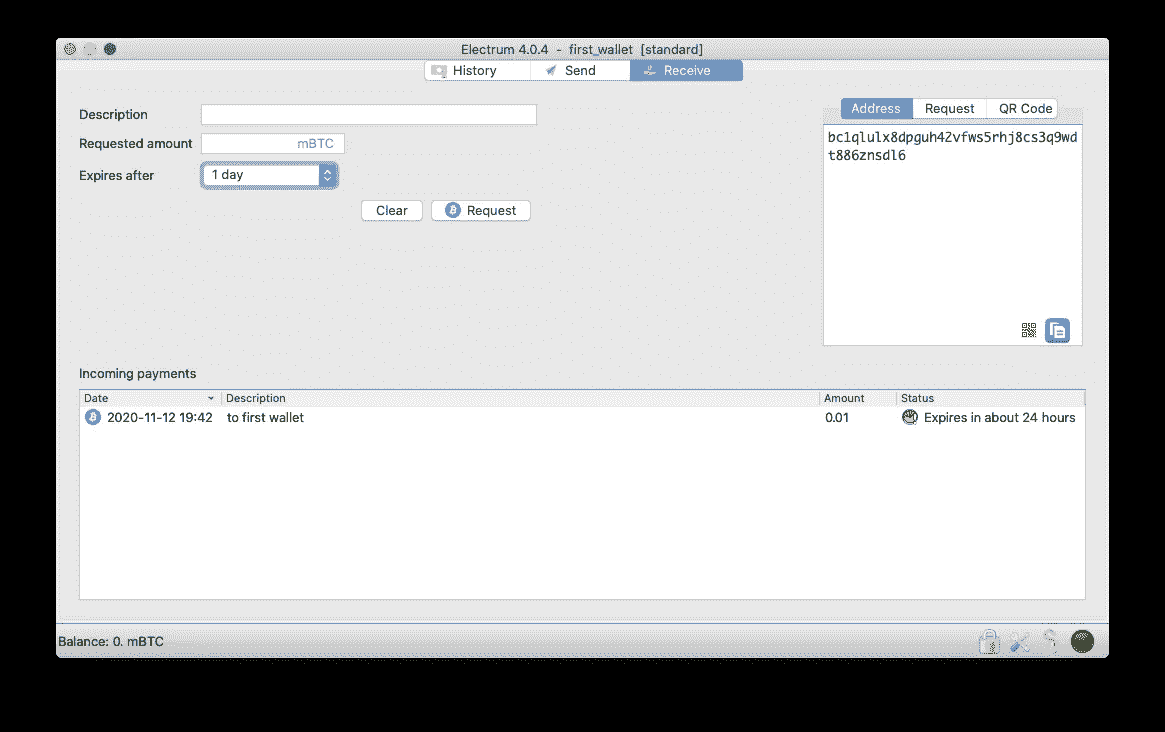 Electrum 4.0.4 - first_wallet [standard]
History Send Receive
Description
Requested amount mBTC
Expires after 1 day
Clear Request
Address Request QR Code
bc1qlulx8dpguh42vfws5rhj8cs3q9wd
t886znsdl6
Incoming payments
Date Description Amount Status
2020-11-12 19:42 to first wallet 0.01 Expires in about 24 hours
Balance: 0. mBTC